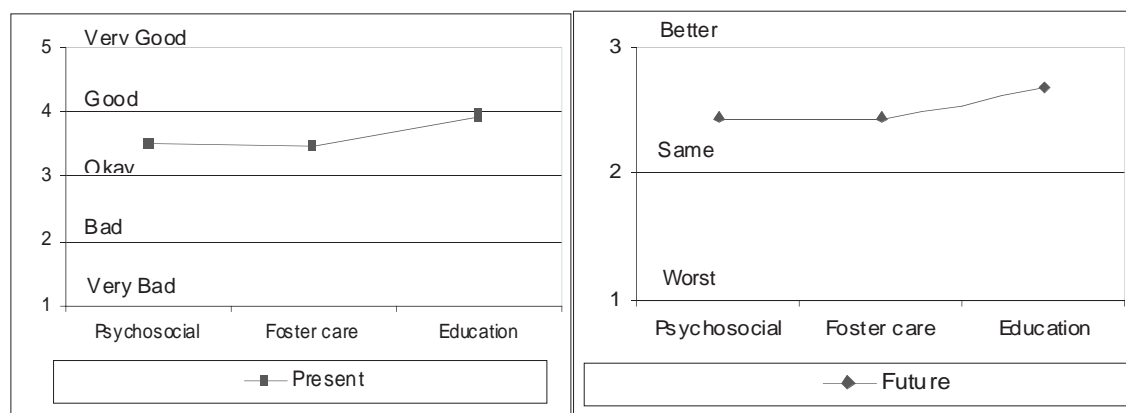 5 Very Good
4 Good
3 Okay
2 Bad
Very Bad
1
Psychosocial Foster care Education
Present
Better
3
Same
2
Worst
1
Psychosocial Foster care Education
Future